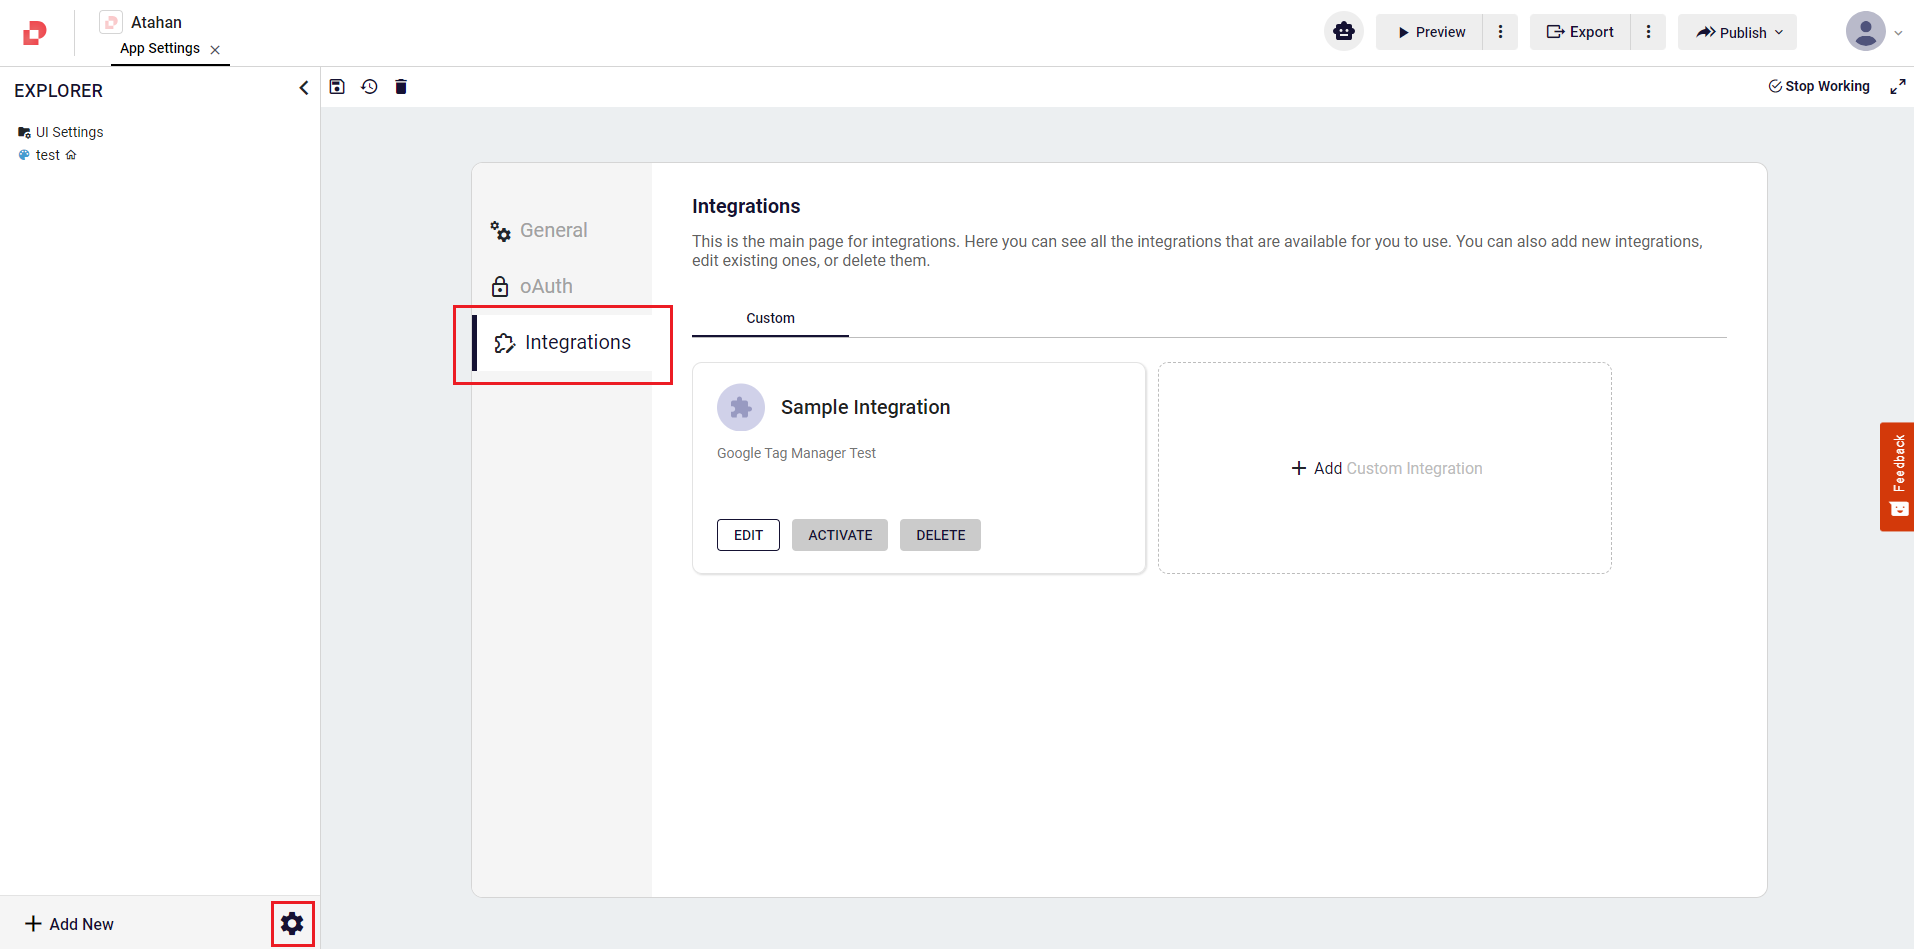 Atahan
App Settings
Preview
Export
Publish
EXPLORER
Stop Working
UI Settings
test
General
oAuth
Integrations
Integrations
This is the main page for integrations. Here you can see all the integrations that are available for you to use. You can also add new integrations,
edit existing ones, or delete them.
Custom
Sample Integration
Google Tag Manager Test
EDIT
ACTIVATE
DELETE
Add Custom Integration
Feedback
Add New